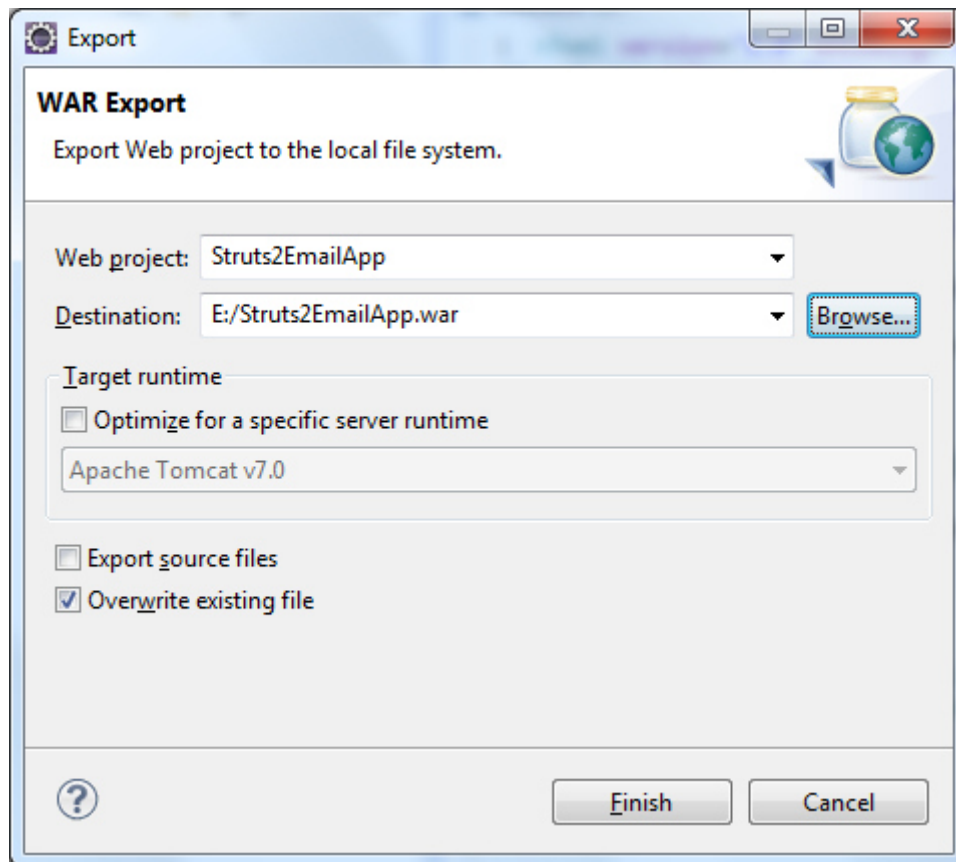 Export
WAR Export
Export Web project to the local file system.
Web project: Struts2EmailApp
Destination: E:/Struts2EmailApp.war Browse...
Target runtime
Optimize for a specific server runtime
Apache Tomcat v7.0
Export source files
Overwrite existing file
? Finish Cancel